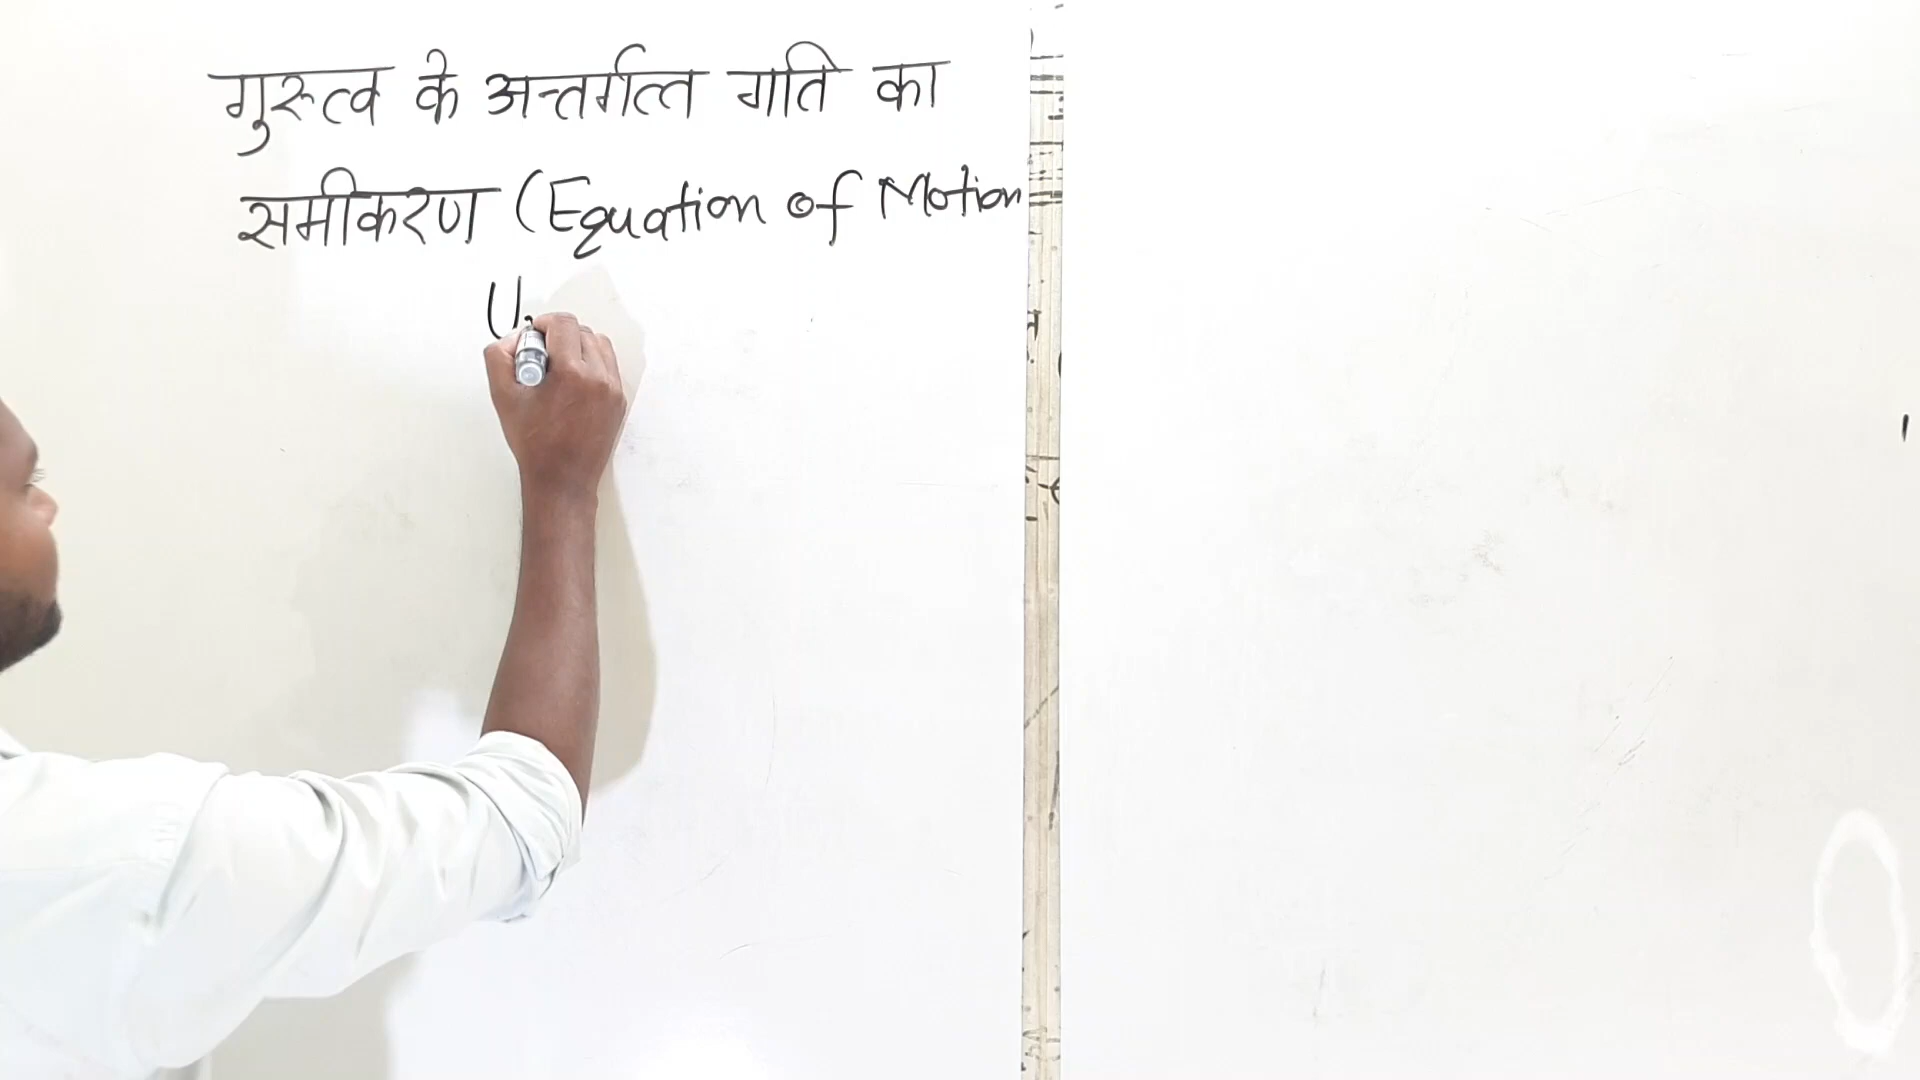 गुरुत्व के अन्तर्गत्त गति का
समीकरण (Equation of Motion
U